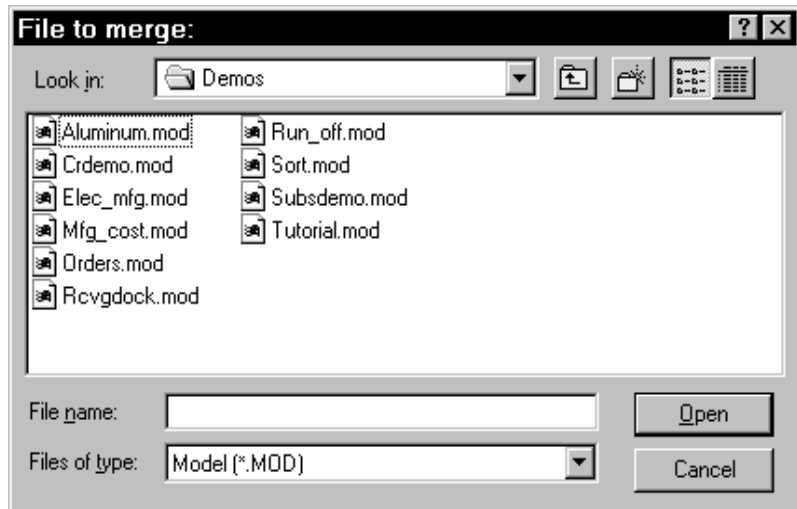 File to merge:
Look in:
Demos
Aluminum.mod
Crdemo.mod
Elec_mfg.mod
Mfg_cost.mod
Orders.mod
Rcvgdock.mod
Run_off.mod
Sort.mod
Subsdemo.mod
Tutorial.mod
File name:
Open
Files of type:
Model (*.MOD)
Cancel